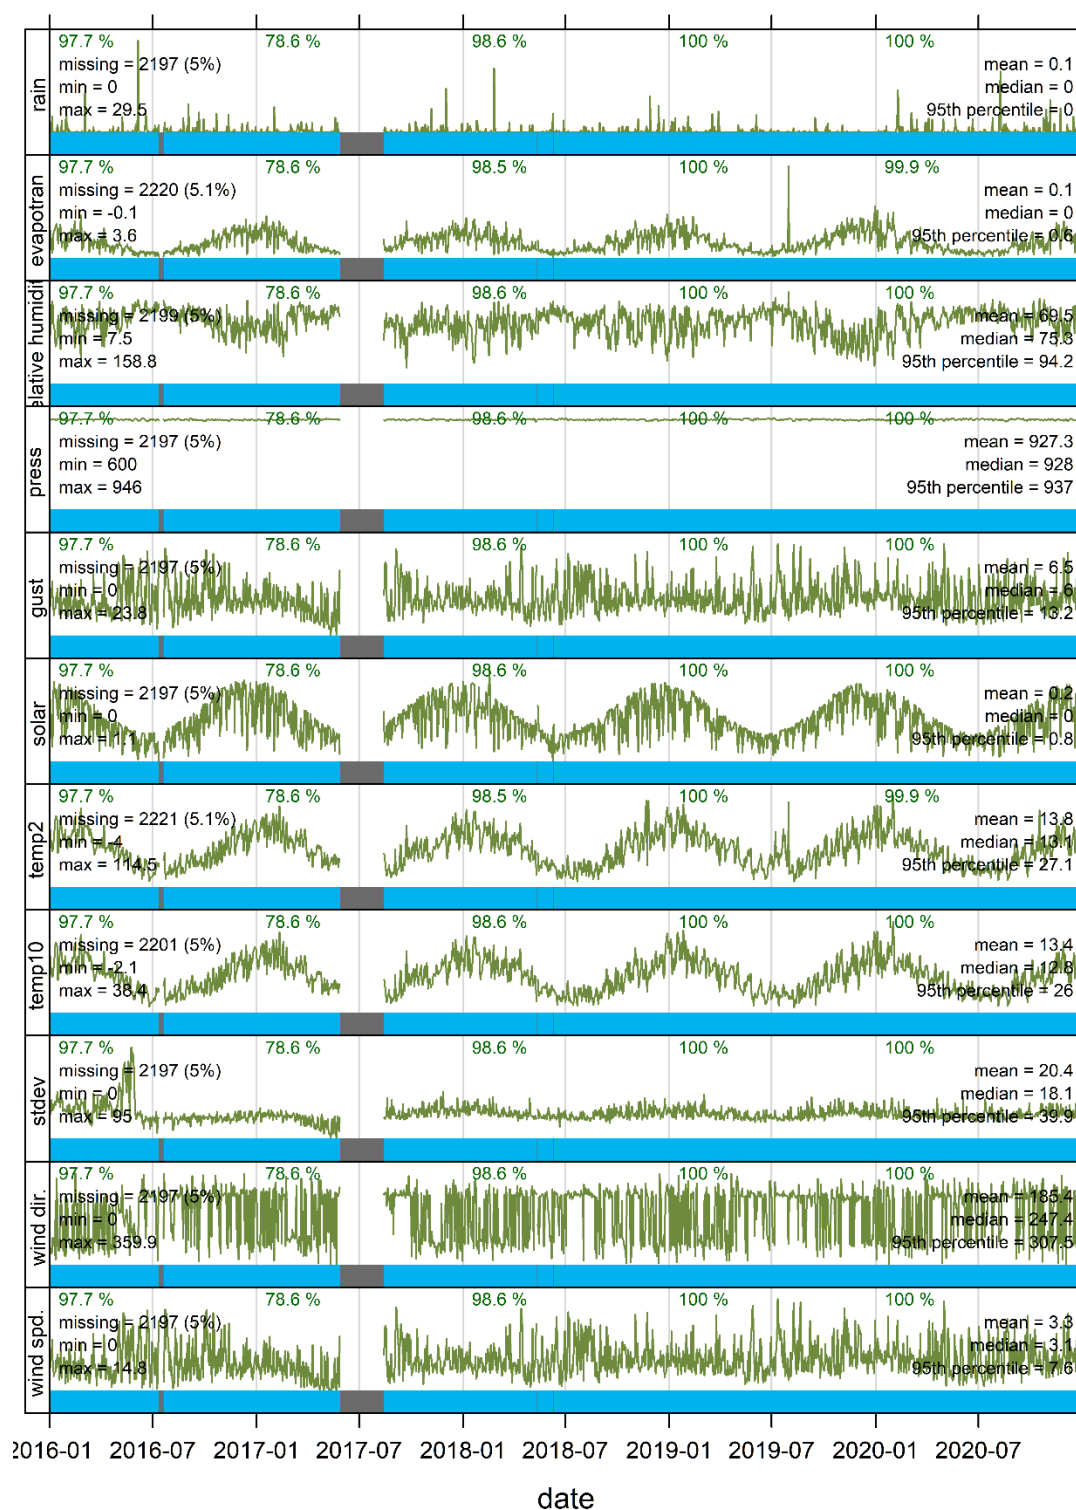 rain
97.7 % 78.6 % 98.6 % 100 % 100 %
missing = 2197 (5%) mean = 0.1
min = 0 median = 0
max = 29.5 95th percentile = 0
evapotran
97.7 % 78.6 % 98.5 % 100 % 99.9 %
missing = 2220 (5.1%) mean = 0.1
min = -0.1 median = 0
max = 3.6 95th percentile = 0.6
elative humidi
97.7 % 78.6 % 98.6 % 100 % 100 %
missing = 2199 (5%) mean = 69.5
min = 7.5 median = 75.3
max = 158.8 95th percentile = 94.2
press
97.7 % 78.6 % 98.6 % 100 % 100 %
missing = 2197 (5%) mean = 927.3
min = 600 median = 928
max = 946 95th percentile = 937
gust
97.7 % 78.6 % 98.6 % 100 % 100 %
missing = 2197 (5%) mean = 6.5
min = 0 median = 6
max = 23.8 95th percentile = 13.2
solar
97.7 % 78.6 % 98.6 % 100 % 100 %
missing = 2197 (5%) mean = 0.2
min = 0 median = 0
max = 1.1 95th percentile = 0.8
temp2
97.7 % 78.6 % 98.5 % 100 % 99.9 %
missing = 2221 (5.1%) mean = 13.8
min = -4 median = 13.1
max = 114.5 95th percentile = 27.1
temp10
97.7 % 78.6 % 98.6 % 100 % 100 %
missing = 2201 (5%) mean = 13.4
min = -2.1 median = 12.8
max = 38.4 95th percentile = 26
stdev
97.7 % 78.6 % 98.6 % 100 % 100 %
missing = 2197 (5%) mean = 20.4
min = 0 median = 18.1
max = 95 95th percentile = 39.9
wind dir.
97.7 % 78.6 % 98.6 % 100 % 100 %
missing = 2197 (5%) mean = 185.4
min = 0 median = 247.4
max = 359.9 95th percentile = 307.5
wind spd.
97.7 % 78.6 % 98.6 % 100 % 100 %
missing = 2197 (5%) mean = 3.3
min = 0 median = 3.1
max = 14.8 95th percentile = 7.6
2016-01 2016-07 2017-01 2017-07 2018-01 2018-07 2019-01 2019-07 2020-01 2020-07
date